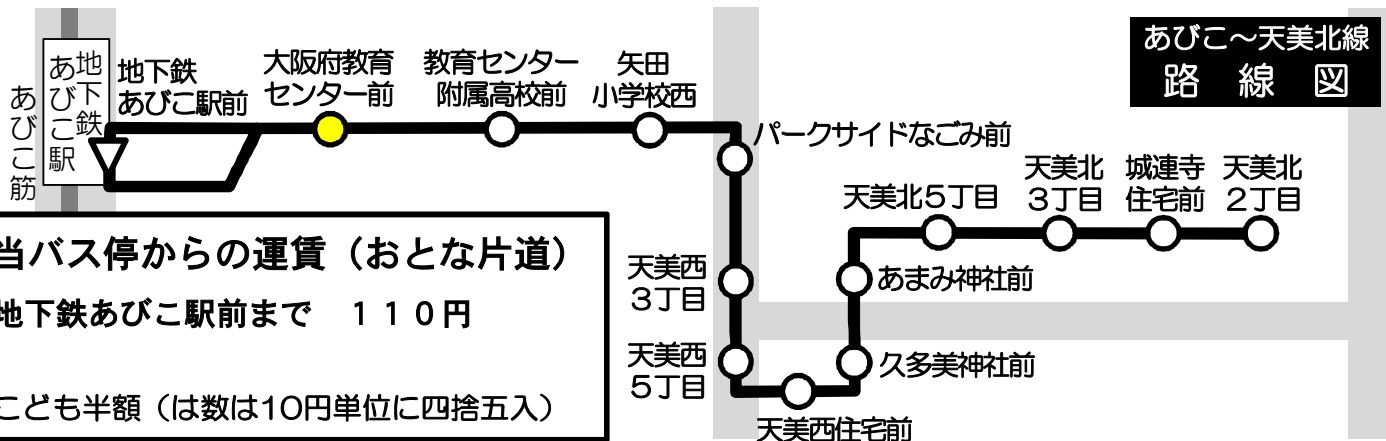 あびこ～天美北線
路線図
あびこ筋
地下鉄
あびこ駅
地下鉄
あびこ駅前
大阪府教育
センター前
教育センター
附属高校前
矢田
小学校西
パークサイドなごみ前
天美西
3丁目
天美西
5丁目
天美西住宅前
久多美神社前
あまみ神社前
天美北5丁目
天美北
3丁目
城連寺
住宅前
天美北
2丁目
当バス停からの運賃（おとな片道）
地下鉄あびこ駅前まで　１１０円
こども半額（は数は10円単位に四捨五入）